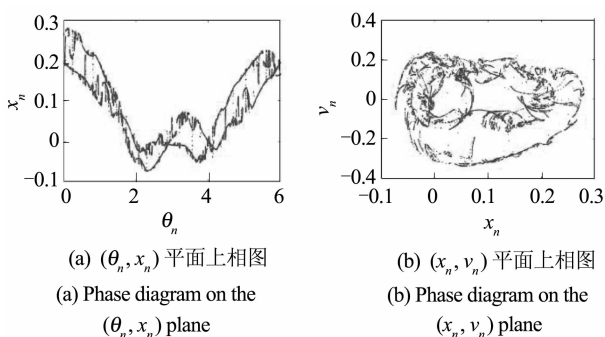 0.3
0.2
0.1
0
−0.1
x_n
0
2
4
6
θ_n
(a) (θ_n, x_n) 平面上相图
(a) Phase diagram on the
(θ_n, x_n) plane
0.4
0.2
0
−0.2
−0.4
v_n
−0.1
0
0.1
0.2
0.3
x_n
(b) (x_n, v_n) 平面上相图
(b) Phase diagram on the
(x_n, v_n) plane